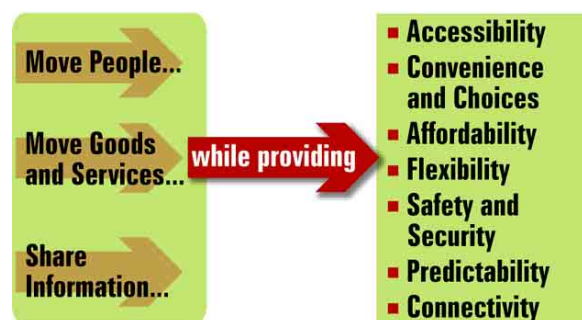 Move People...
Move Goods
and Services...
Share
Information...
while providing
Accessibility
Convenience
and Choices
Affordability
Flexibility
Safety and
Security
Predictability
Connectivity